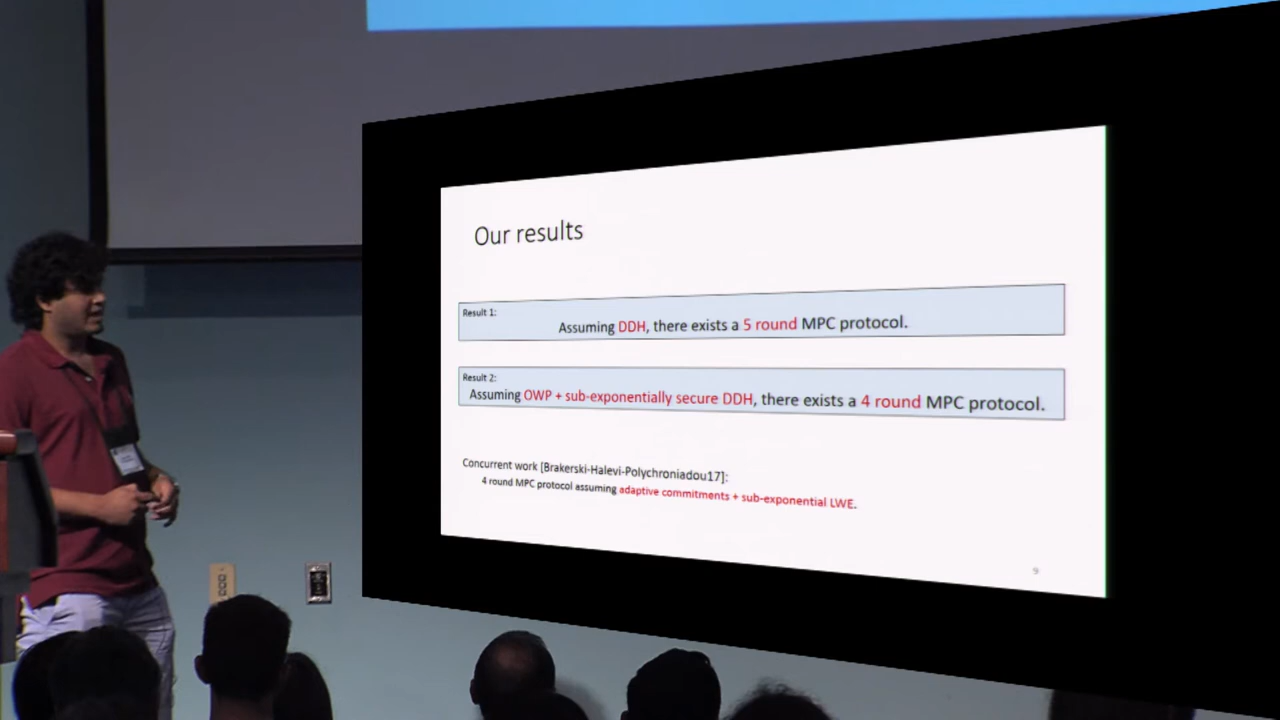 Our results
Result 1:
Assuming DDH, there exists a 5 round MPC protocol.
Result 2:
Assuming OWP + sub-exponentially secure DDH, there exists a 4 round MPC protocol.
Concurrent work [Brakerski-Halevi-Polychroniadou17]:
4 round MPC protocol assuming adaptive commitments + sub-exponential LWE.
9